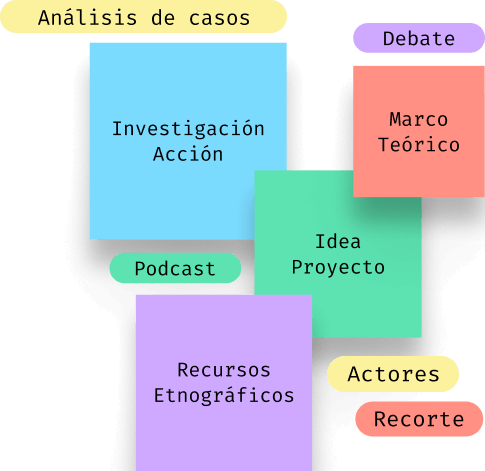 Análisis de casos
Debate
Investigación
Acción
Marco
Teórico
Idea
Proyecto
Podcast
Recursos
Etnográficos
Actores
Recorte